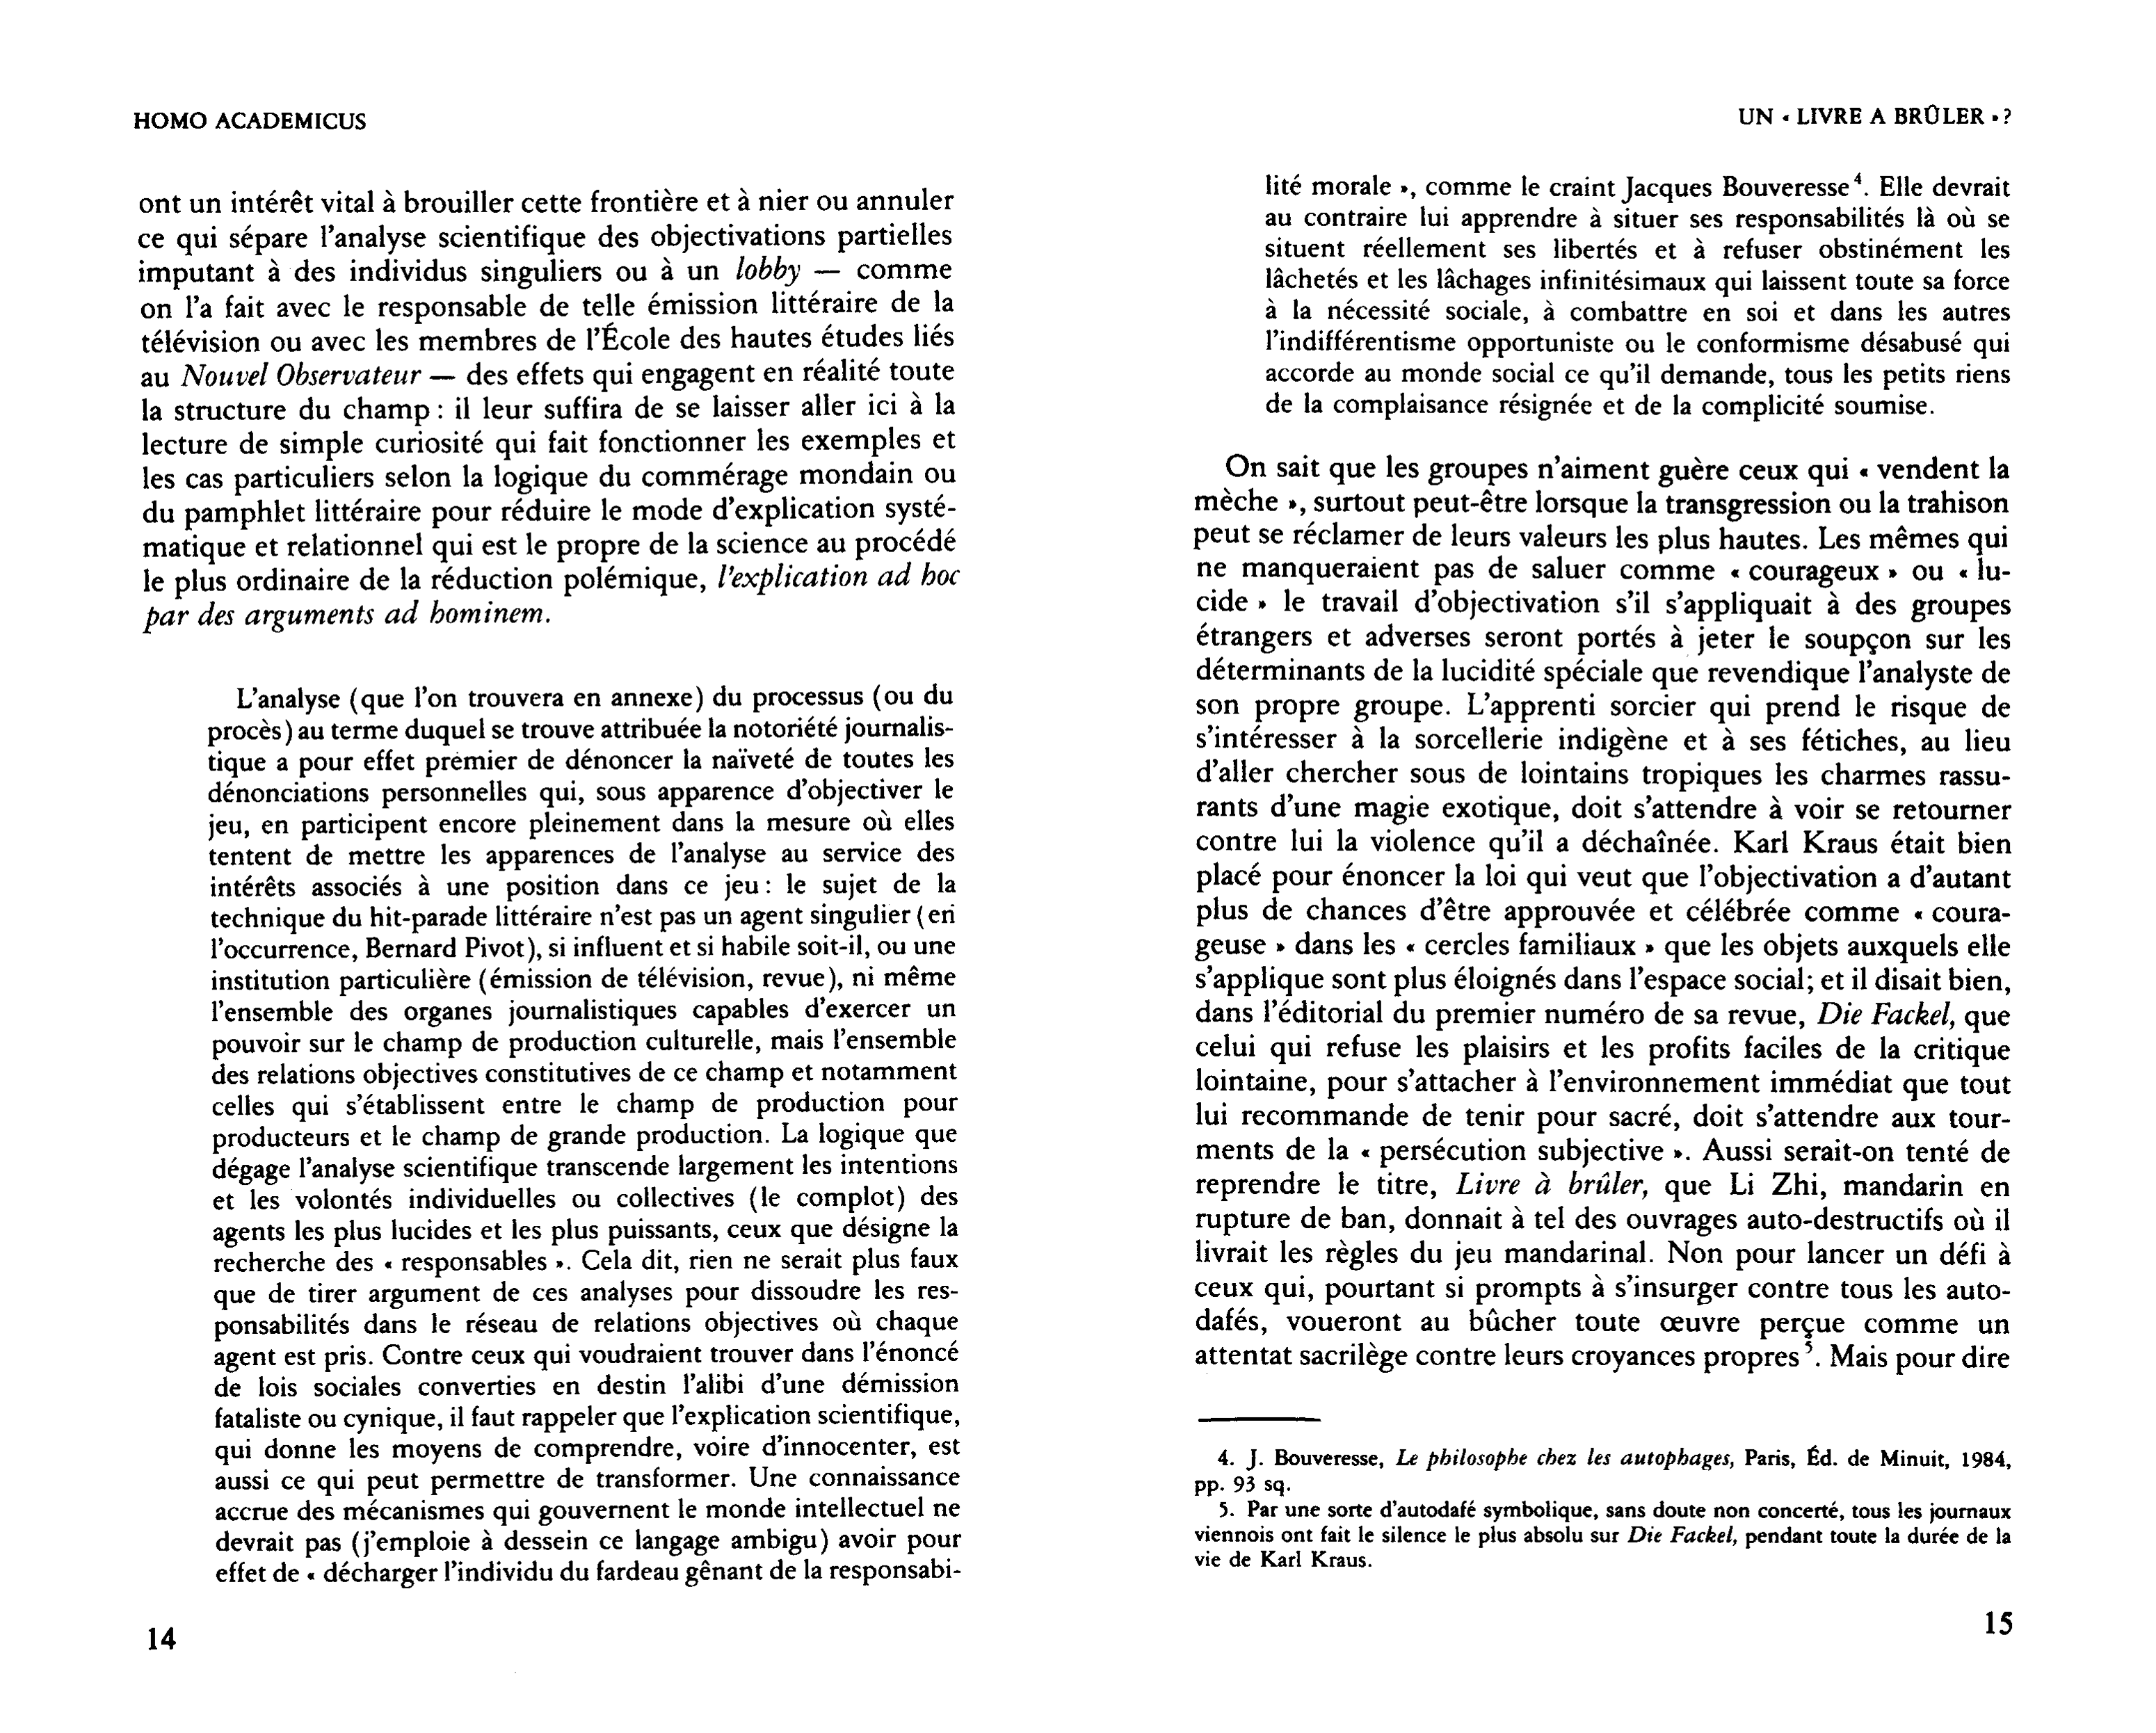 HOMO ACADEMICUS
ont un intérêt vital à brouiller cette frontière et à nier ou annuler
ce qui sépare l'analyse scientifique des objectivations partielles
imputant à des individus singuliers ou à un lobby — comme
on l'a fait avec le responsable de telle émission littéraire de la
télévision ou avec les membres de l'École des hautes études liés
au Nouvel Observateur — des effets qui engagent en réalité toute
la structure du champ : il leur suffira de se laisser aller ici à la
lecture de simple curiosité qui fait fonctionner les exemples et
les cas particuliers selon la logique du commérage mondain ou
du pamphlet littéraire pour réduire le mode d'explication systé-
matique et relationnel qui est le propre de la science au procédé
le plus ordinaire de la réduction polémique, l'explication ad hoc
par des arguments ad hominem.
L'analyse (que l'on trouvera en annexe) du processus (ou du
procès) au terme duquel se trouve attribuée la notoriété journalis-
tique a pour effet premier de dénoncer la naïveté de toutes les
dénonciations personnelles qui, sous apparence d'objectiver le
jeu, en participent encore pleinement dans la mesure où elles
tentent de mettre les apparences de l'analyse au service des
intérêts associés à une position dans ce jeu : le sujet de la
technique du hit-parade littéraire n'est pas un agent singulier (en
l'occurrence, Bernard Pivot), si influent et si habile soit-il, ou une
institution particulière (émission de télévision, revue), ni même
l'ensemble des organes journalistiques capables d'exercer un
pouvoir sur le champ de production culturelle, mais l'ensemble
des relations objectives constitutives de ce champ et notamment
celles qui s'établissent entre le champ de production pour
producteurs et le champ de grande production. La logique que
dégage l'analyse scientifique transcende largement les intentions
et les volontés individuelles ou collectives (le complot) des
agents les plus lucides et les plus puissants, ceux que désigne la
recherche des « responsables ». Cela dit, rien ne serait plus faux
que de tirer argument de ces analyses pour dissoudre les res-
ponsabilités dans le réseau de relations objectives où chaque
agent est pris. Contre ceux qui voudraient trouver dans l'énoncé
de lois sociales converties en destin l'alibi d'une démission
fataliste ou cynique, il faut rappeler que l'explication scientifique,
qui donne les moyens de comprendre, voire d'innocenter, est
aussi ce qui peut permettre de transformer. Une connaissance
accrue des mécanismes qui gouvernent le monde intellectuel ne
devrait pas (j'emploie à dessein ce langage ambigu) avoir pour
effet de « décharger l'individu du fardeau gênant de la responsabi-
14
UN « LIVRE A BRÛLER » ?
lité morale », comme le craint Jacques Bouveresse 4. Elle devrait
au contraire lui apprendre à situer ses responsabilités là où se
situent réellement ses libertés et à refuser obstinément les
lâchetés et les lâchages infinitésimaux qui laissent toute sa force
à la nécessité sociale, à combattre en soi et dans les autres
l'indifférentisme opportuniste ou le conformisme désabusé qui
accorde au monde social ce qu'il demande, tous les petits riens
de la complaisance résignée et de la complicité soumise.
On sait que les groupes n'aiment guère ceux qui « vendent la
mèche », surtout peut-être lorsque la transgression ou la trahison
peut se réclamer de leurs valeurs les plus hautes. Les mêmes qui
ne manqueraient pas de saluer comme « courageux » ou « lu-
cide » le travail d'objectivation s'il s'appliquait à des groupes
étrangers et adverses seront portés à jeter le soupçon sur les
déterminants de la lucidité spéciale que revendique l'analyste de
son propre groupe. L'apprenti sorcier qui prend le risque de
s'intéresser à la sorcellerie indigène et à ses fétiches, au lieu
d'aller chercher sous de lointains tropiques les charmes rassu-
rants d'une magie exotique, doit s'attendre à voir se retourner
contre lui la violence qu'il a déchaînée. Karl Kraus était bien
placé pour énoncer la loi qui veut que l'objectivation a d'autant
plus de chances d'être approuvée et célébrée comme « coura-
geuse » dans les « cercles familiaux » que les objets auxquels elle
s'applique sont plus éloignés dans l'espace social; et il disait bien,
dans l'éditorial du premier numéro de sa revue, Die Fackel, que
celui qui refuse les plaisirs et les profits faciles de la critique
lointaine, pour s'attacher à l'environnement immédiat que tout
lui recommande de tenir pour sacré, doit s'attendre aux tour-
ments de la « persécution subjective ». Aussi serait-on tenté de
reprendre le titre, Livre à brûler, que Li Zhi, mandarin en
rupture de ban, donnait à tel des ouvrages auto-destructifs où il
livrait les règles du jeu mandarinal. Non pour lancer un défi à
ceux qui, pourtant si prompts à s'insurger contre tous les auto-
dafés, voueront au bûcher toute œuvre perçue comme un
attentat sacrilège contre leurs croyances propres 5. Mais pour dire
4. J. Bouveresse, Le philosophe chez les autophages, Paris, Éd. de Minuit, 1984,
pp. 93 sq.
5. Par une sorte d'autodafé symbolique, sans doute non concerté, tous les journaux
viennois ont fait le silence le plus absolu sur Die Fackel, pendant toute la durée de la
vie de Karl Kraus.
15